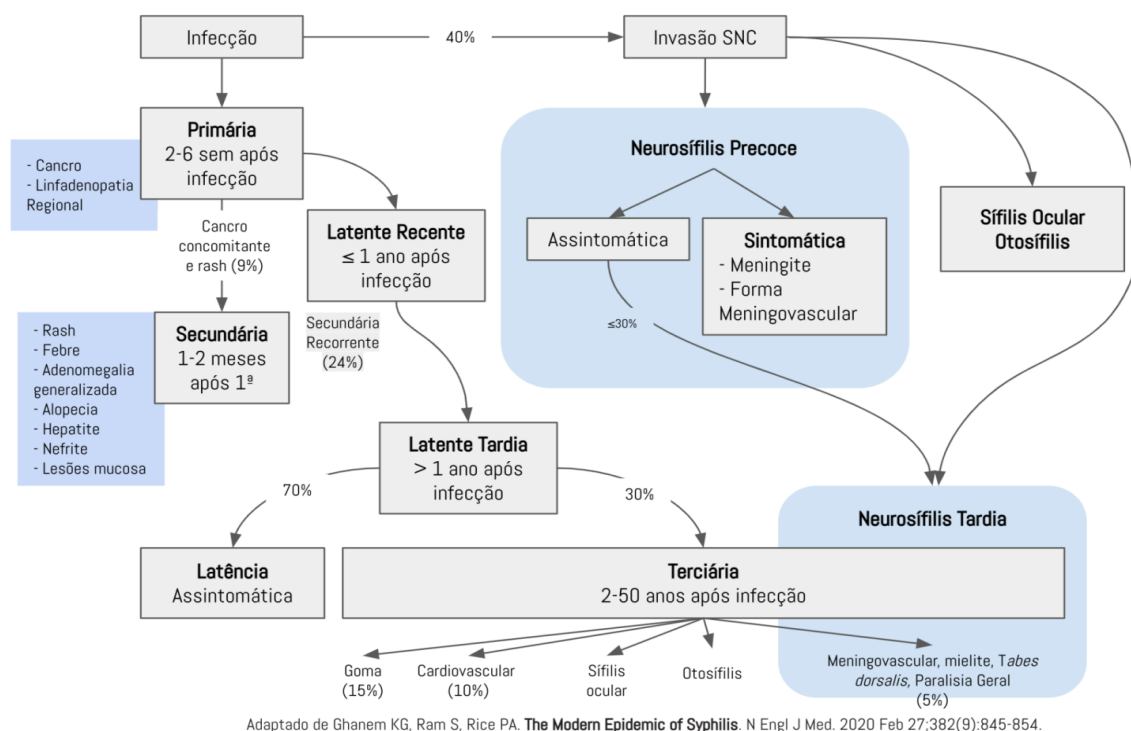 Infecção
40%
Invasão SNC
Primária
2-6 sem após
infecção
- Cancro
- Linfadenopatia
Regional
Cancro
concomitante
e rash (9%)
Latente Recente
≤ 1 ano após
infecção
Secundária
1-2 meses
após 1ª
- Rash
- Febre
- Adenomegalia
generalizada
- Alopecia
- Hepatite
- Nefrite
- Lesões mucosa
Secundária
Recorrente
(24%)
Neurosífilis Precoce
Assintomática
Sintomática
- Meningite
- Forma
Meningovascular
≤30%
Sífilis Ocular
Otosífilis
Latente Tardia
> 1 ano após
infecção
70%
30%
Neurosífilis Tardia
Latência
Assintomática
Terciária
2-50 anos após infecção
Goma
(15%)
Cardiovascular
(10%)
Sífilis
ocular
Otosífilis
Meningovascular, mielite, Tabes
dorsalis, Paralisia Geral
(5%)
Adaptado de Ghanem KG, Ram S, Rice PA. The Modern Epidemic of Syphilis. N Engl J Med. 2020 Feb 27;382(9):845-854.